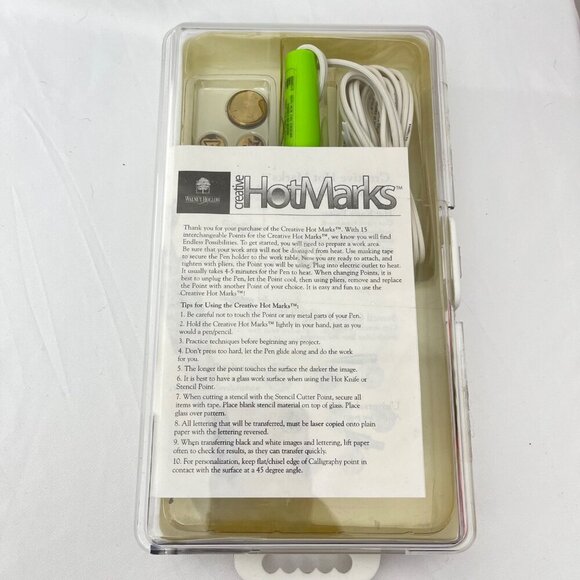 WALNUT HOLLOW
creative HotMarks™
Thank you for your purchase of the Creative Hot Marks™. With 15
interchangeable Points for the Creative Hot Marks™, we know you will find
Endless Possibilities. To get started, you will need to prepare a work area.
Be sure that your work area will not be damaged from heat. Use masking tape
to secure the Pen holder to the work table. Now you are ready to attach, and
tighten with pliers, the Point you will be using. Plug into electric outlet to heat.
It usually takes 4-5 minutes for the Pen to heat. When changing Points, it is
best to unplug the Pen, let the Point cool, then using pliers, remove and replace
the Point with another Point of your choice. It is easy and fun to use the
Creative Hot Marks™!
Tips for Using the Creative Hot Marks™:
1. Be careful not to touch the Point or any metal parts of your Pen.
2. Hold the Creative Hot Marks™ lightly in your hand, just as you
would a pen/pencil.
3. Practice techniques before beginning any project.
4. Don't press too hard, let the Pen glide along and do the work
for you.
5. The longer the point touches the surface the darker the image.
6. It is best to have a glass work surface when using the Hot Knife or
Stencil Point.
7. When cutting a stencil with the Stencil Cutter Point, secure all
items with tape. Place blank stencil material on top of glass. Place
glass over pattern.
8. All lettering that will be transferred, must be laser copied onto plain
paper with the lettering reversed.
9. When transferring black and white images and lettering, lift paper
often to check for results, as they can transfer quickly.
10. For personalization, keep flat/chisel edge of Calligraphy point in
contact with the surface at a 45 degree angle.